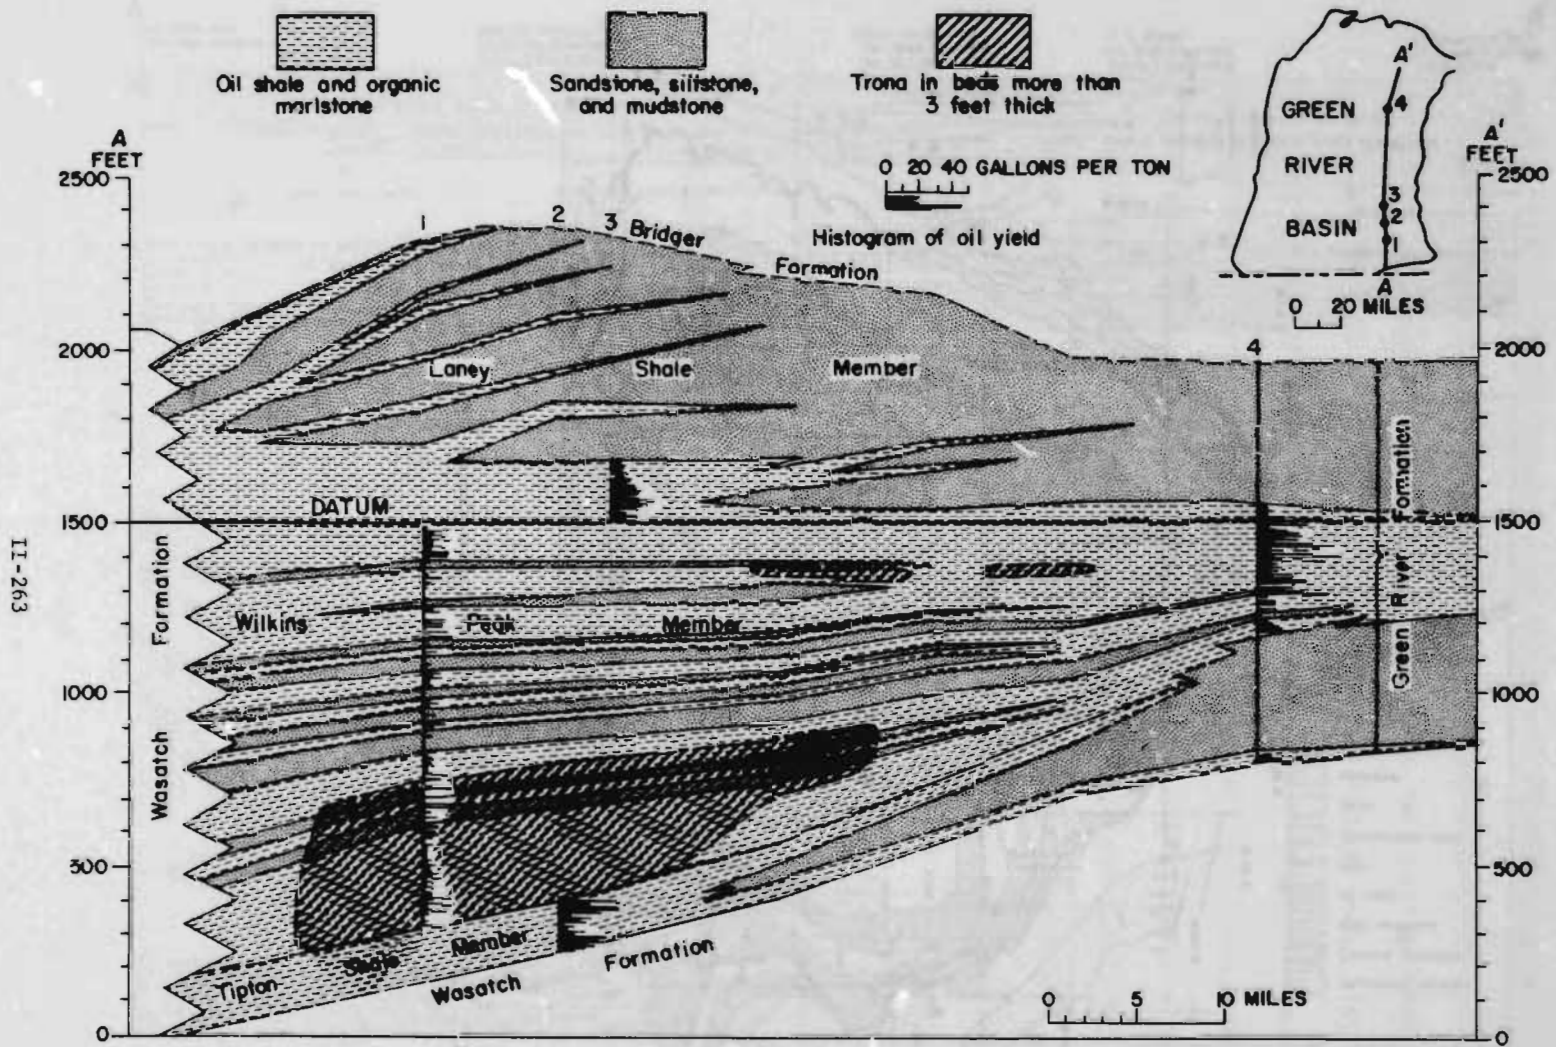 Oil shale and organic
marlstone
Sandstone, siltstone,
and mudstone
Trona in beds more than
3 feet thick
A
FEET
2500
2000
1500
1000
500
0
0 20 40 GALLONS PER TON
Histogram of oil yield
A'
4
GREEN
RIVER
3
2
BASIN
1
A
0 20 MILES
A'
FEET
2500
2000
1500
1000
500
0
1
2
3
4
Bridger
Formation
Laney Shale Member
DATUM
Wilkins Peak Member
Wasatch Formation
Green River Formation
Tipton Shale Member
Wasatch Formation
0 5 10 MILES
II-263